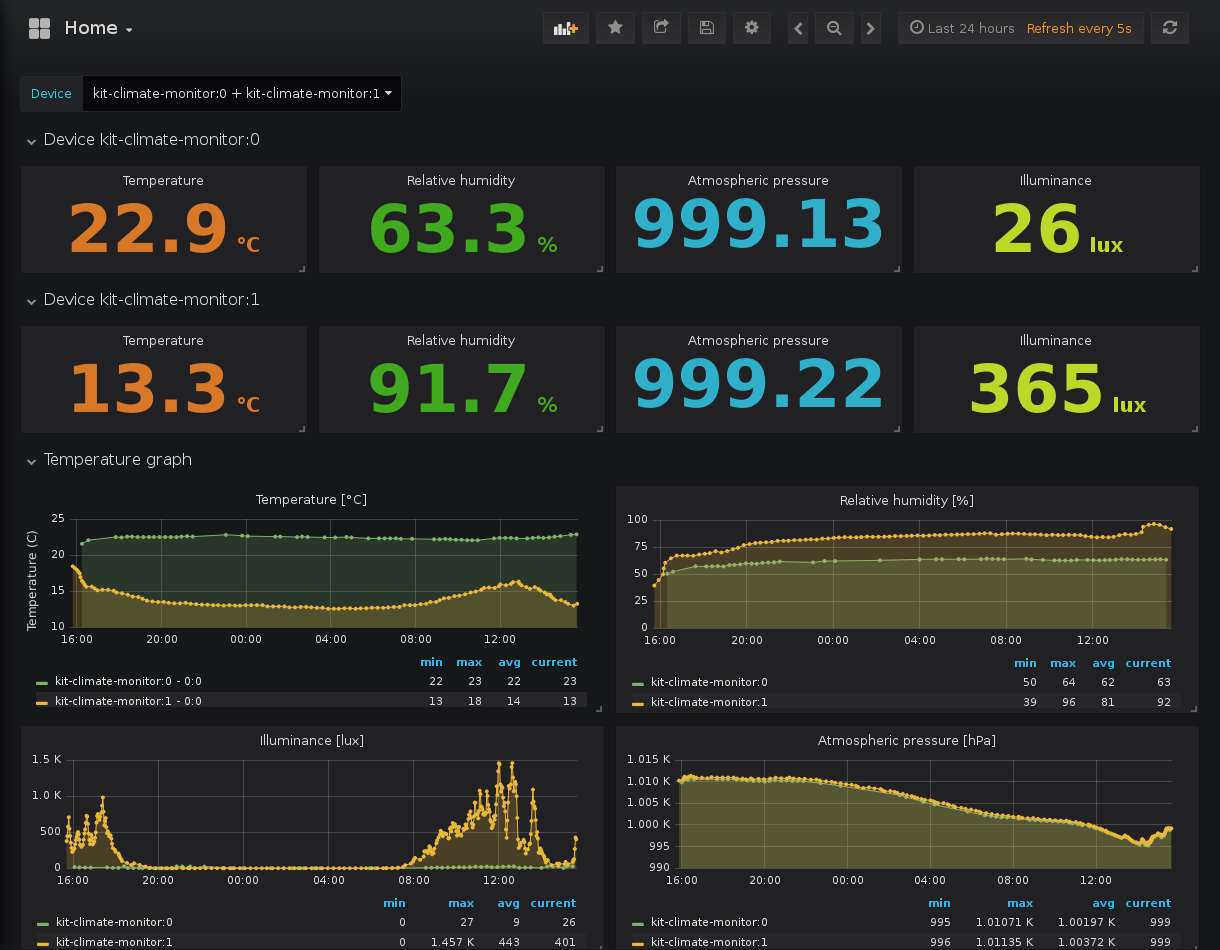 Home
Last 24 hours Refresh every 5s
Device kit-climate-monitor:0 + kit-climate-monitor:1
Device kit-climate-monitor:0
Temperature Relative humidity Atmospheric pressure Illuminance
22.9 °C 63.3 % 999.13 26 lux
Device kit-climate-monitor:1
Temperature Relative humidity Atmospheric pressure Illuminance
13.3 °C 91.7 % 999.22 365 lux
Temperature graph
Temperature [°C]
Temperature (C)
25
20
15
10
16:00 20:00 00:00 04:00 08:00 12:00
min max avg current
kit-climate-monitor:0 - 0:0 22 23 22 23
kit-climate-monitor:1 - 0:0 13 18 14 13
Relative humidity [%]
100
75
50
25
0
16:00 20:00 00:00 04:00 08:00 12:00
min max avg current
kit-climate-monitor:0 50 64 62 63
kit-climate-monitor:1 39 96 81 92
Illuminance [lux]
1.5 K
1.0 K
500
0
16:00 20:00 00:00 04:00 08:00 12:00
min max avg current
kit-climate-monitor:0 0 27 9 26
kit-climate-monitor:1 0 1.457 K 443 401
Atmospheric pressure [hPa]
1.015 K
1.010 K
1.005 K
1.000 K
995
990
16:00 20:00 00:00 04:00 08:00 12:00
min max avg current
kit-climate-monitor:0 995 1.01071 K 1.00197 K 999
kit-climate-monitor:1 996 1.01135 K 1.00372 K 999